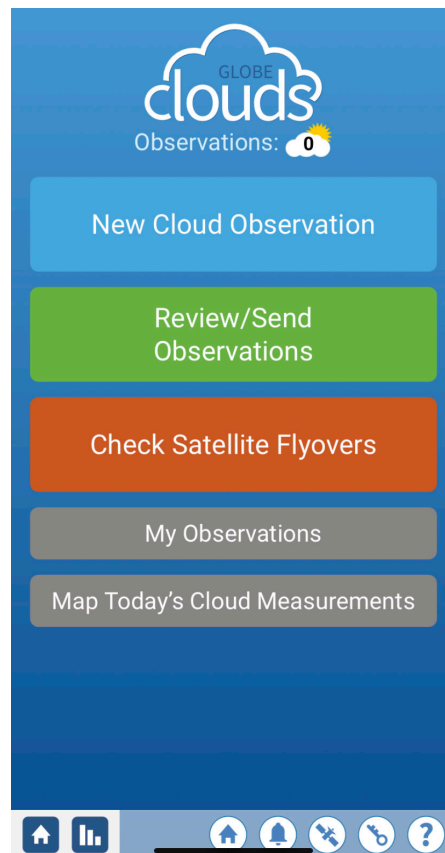 GLOBE
clouds
Observations: 0
New Cloud Observation
Review/Send
Observations
Check Satellite Flyovers
My Observations
Map Today’s Cloud Measurements
?